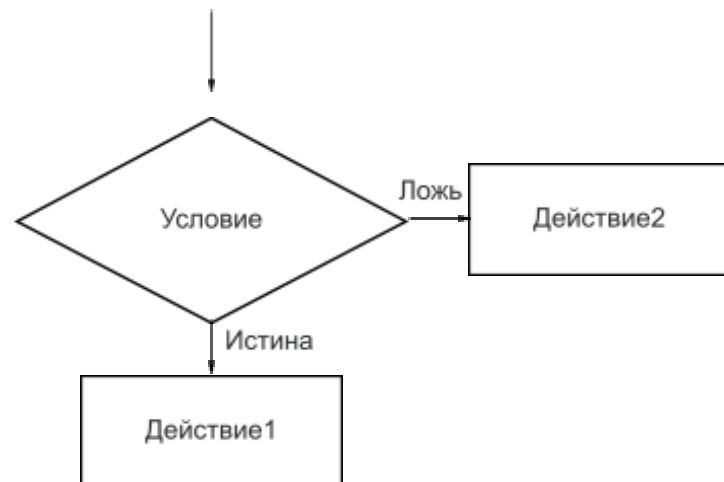 Условие
Ложь
Действие2
Истина
Действие1